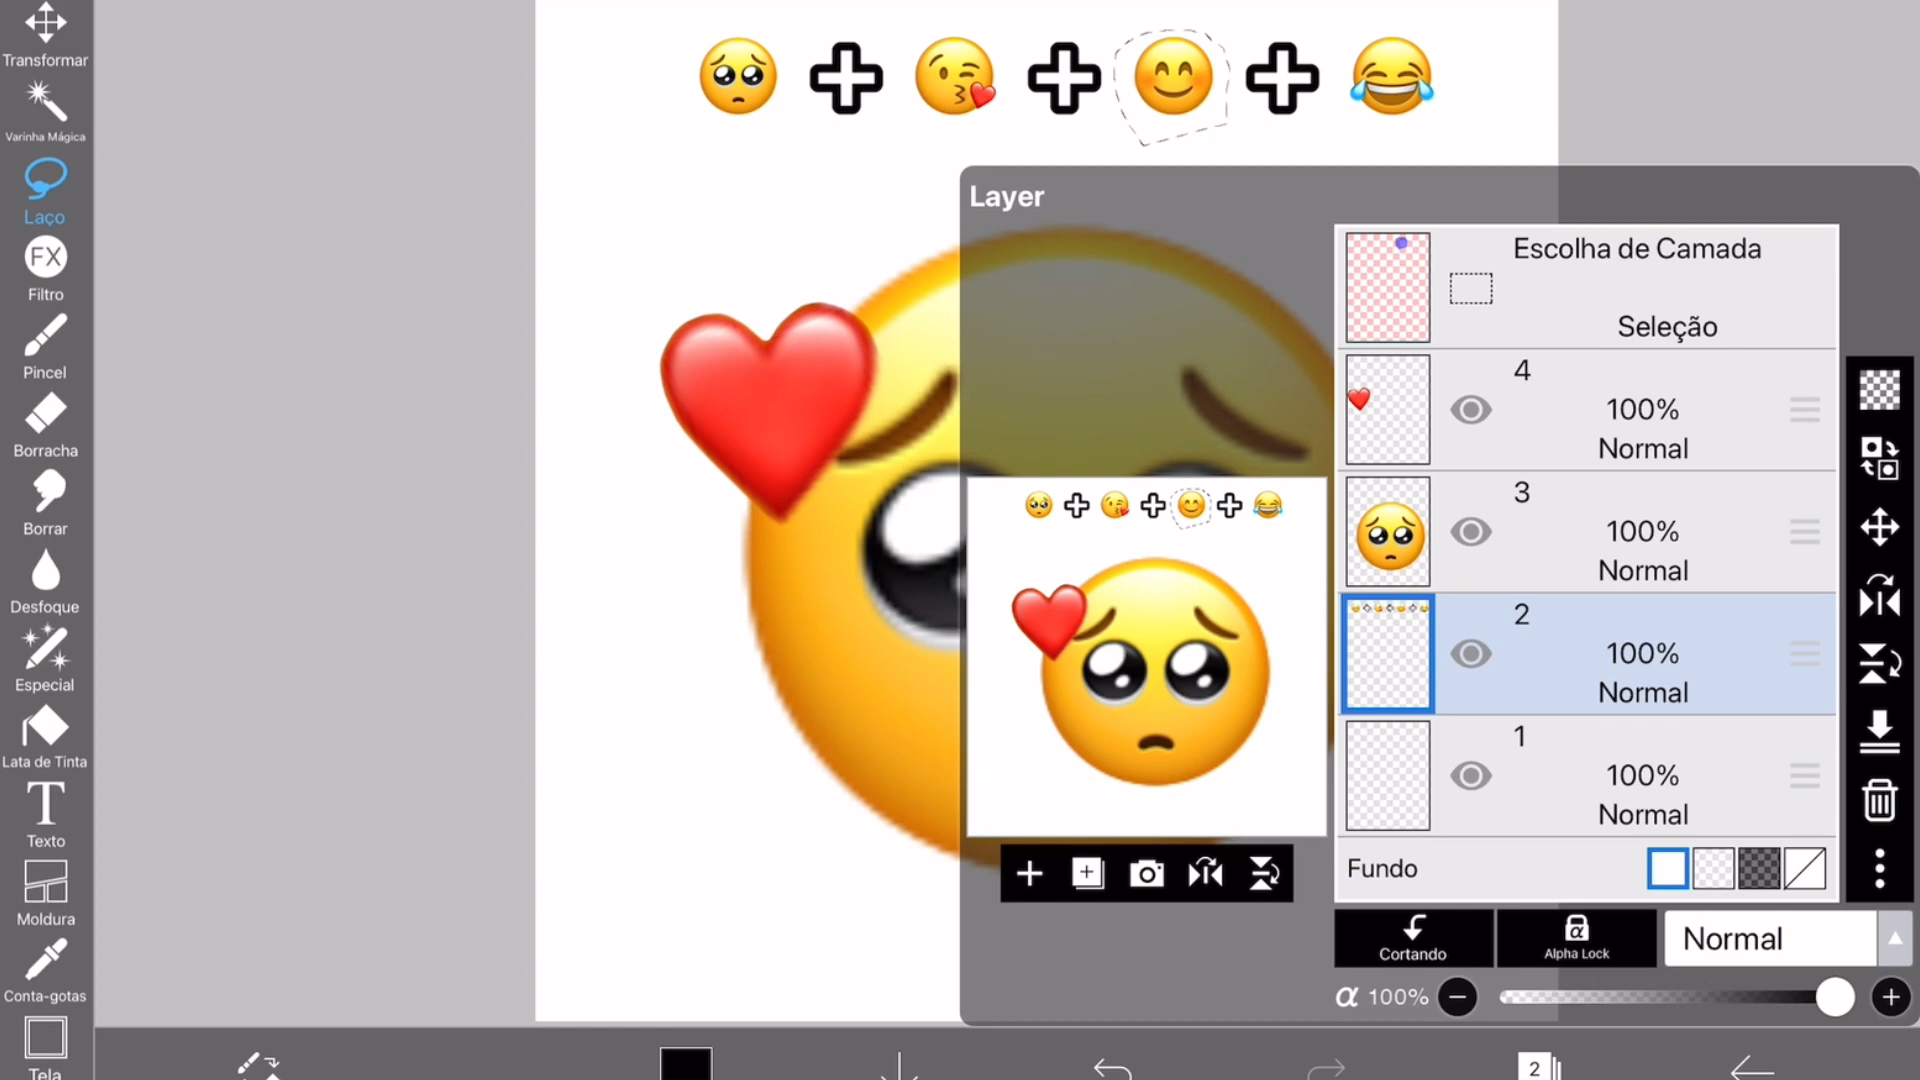 Transformar
Varinha Mágica
Laço
FX
Filtro
Pincel
Borracha
Borrar
Desfoque
Especial
Lata de Tinta
T
Texto
Moldura
Conta-gotas
Tela
Layer
Escolha de Camada
Seleção
4
100%
Normal
3
100%
Normal
2
100%
Normal
1
100%
Normal
Fundo
Cortando
α
Alpha Lock
Normal
α 100%
2